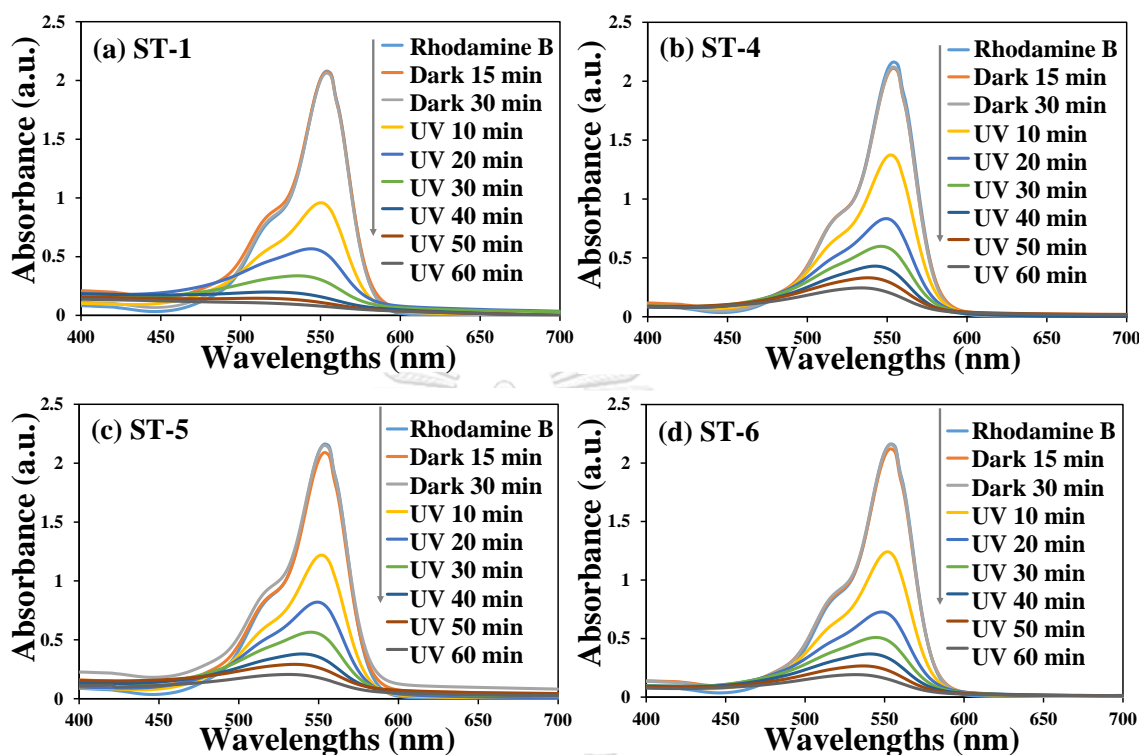 (a) ST-1
Absorbance (a.u.)
2.5
2
1.5
1
0.5
0
400
450
500
550
600
650
700
Wavelengths (nm)
Rhodamine B
Dark 15 min
Dark 30 min
UV 10 min
UV 20 min
UV 30 min
UV 40 min
UV 50 min
UV 60 min
(b) ST-4
Absorbance (a.u.)
2.5
2
1.5
1
0.5
0
400
450
500
550
600
650
700
Wavelengths (nm)
Rhodamine B
Dark 15 min
Dark 30 min
UV 10 min
UV 20 min
UV 30 min
UV 40 min
UV 50 min
UV 60 min
(c) ST-5
Absorbance (a.u.)
2.5
2
1.5
1
0.5
0
400
450
500
550
600
650
700
Wavelengths (nm)
Rhodamine B
Dark 15 min
Dark 30 min
UV 10 min
UV 20 min
UV 30 min
UV 40 min
UV 50 min
UV 60 min
(d) ST-6
Absorbance (a.u.)
2.5
2
1.5
1
0.5
0
400
450
500
550
600
650
700
Wavelengths (nm)
Rhodamine B
Dark 15 min
Dark 30 min
UV 10 min
UV 20 min
UV 30 min
UV 40 min
UV 50 min
UV 60 min